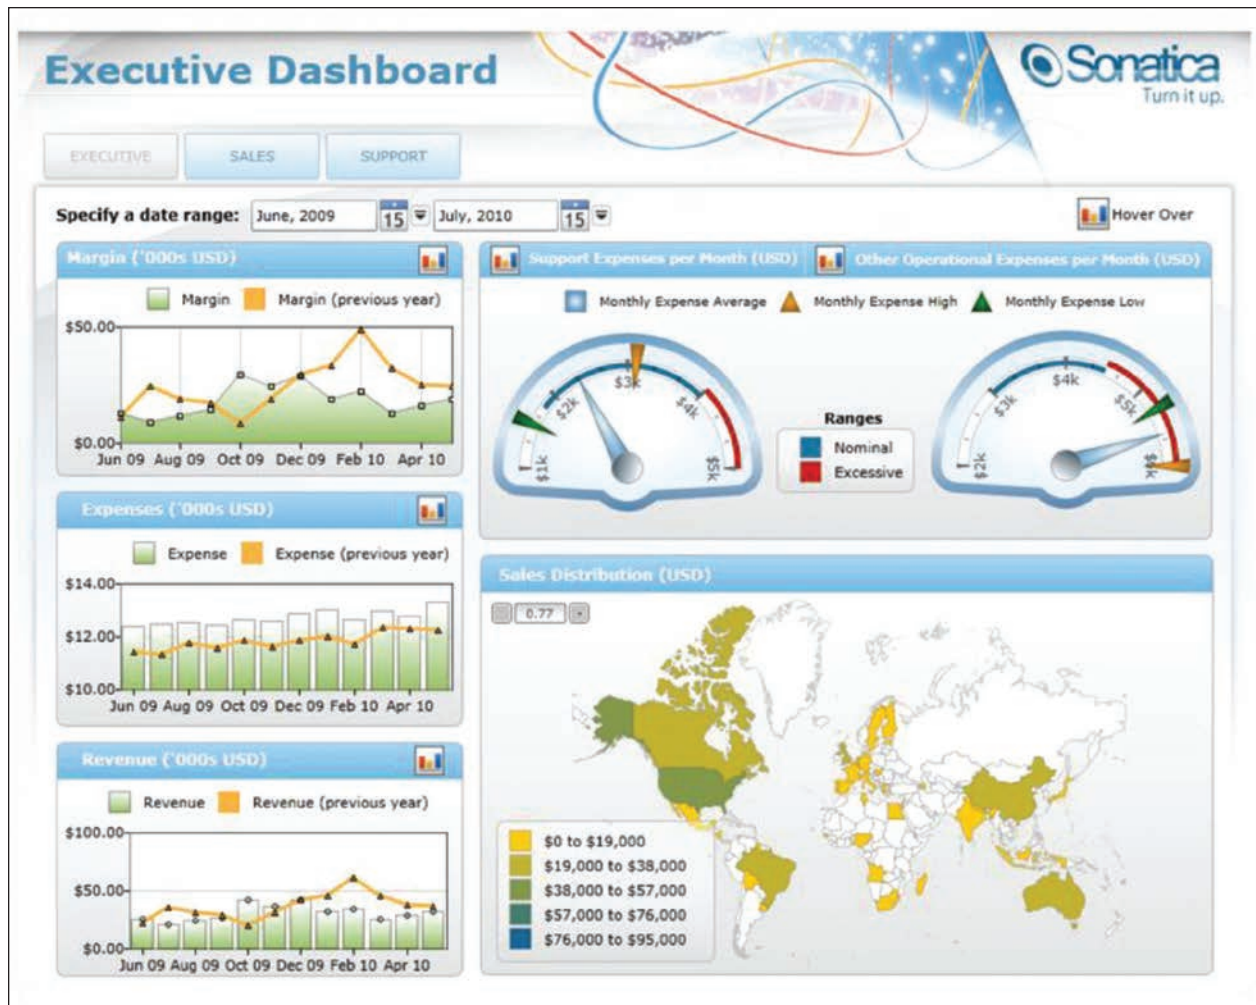 Executive Dashboard
Sonatica
Turn it up.
EXECUTIVE
SALES
SUPPORT
Specify a date range:
June, 2009
15
July, 2010
15
Hover Over
Margin ('000s USD)
Margin
Margin (previous year)
$50.00
$0.00
Jun 09 Aug 09 Oct 09 Dec 09 Feb 10 Apr 10
Expenses ('000s USD)
Expense
Expense (previous year)
$14.00
$12.00
$10.00
Jun 09 Aug 09 Oct 09 Dec 09 Feb 10 Apr 10
Revenue ('000s USD)
Revenue
Revenue (previous year)
$100.00
$50.00
$0.00
Jun 09 Aug 09 Oct 09 Dec 09 Feb 10 Apr 10
Support Expenses per Month (USD)
Other Operational Expenses per Month (USD)
Monthly Expense Average
Monthly Expense High
Monthly Expense Low
$1k
$2k
$3k
$4k
$5k
Ranges
Nominal
Excessive
$2k
$3k
$4k
$5k
Sales Distribution (USD)
0.77
$0 to $19,000
$19,000 to $38,000
$38,000 to $57,000
$57,000 to $76,000
$76,000 to $95,000